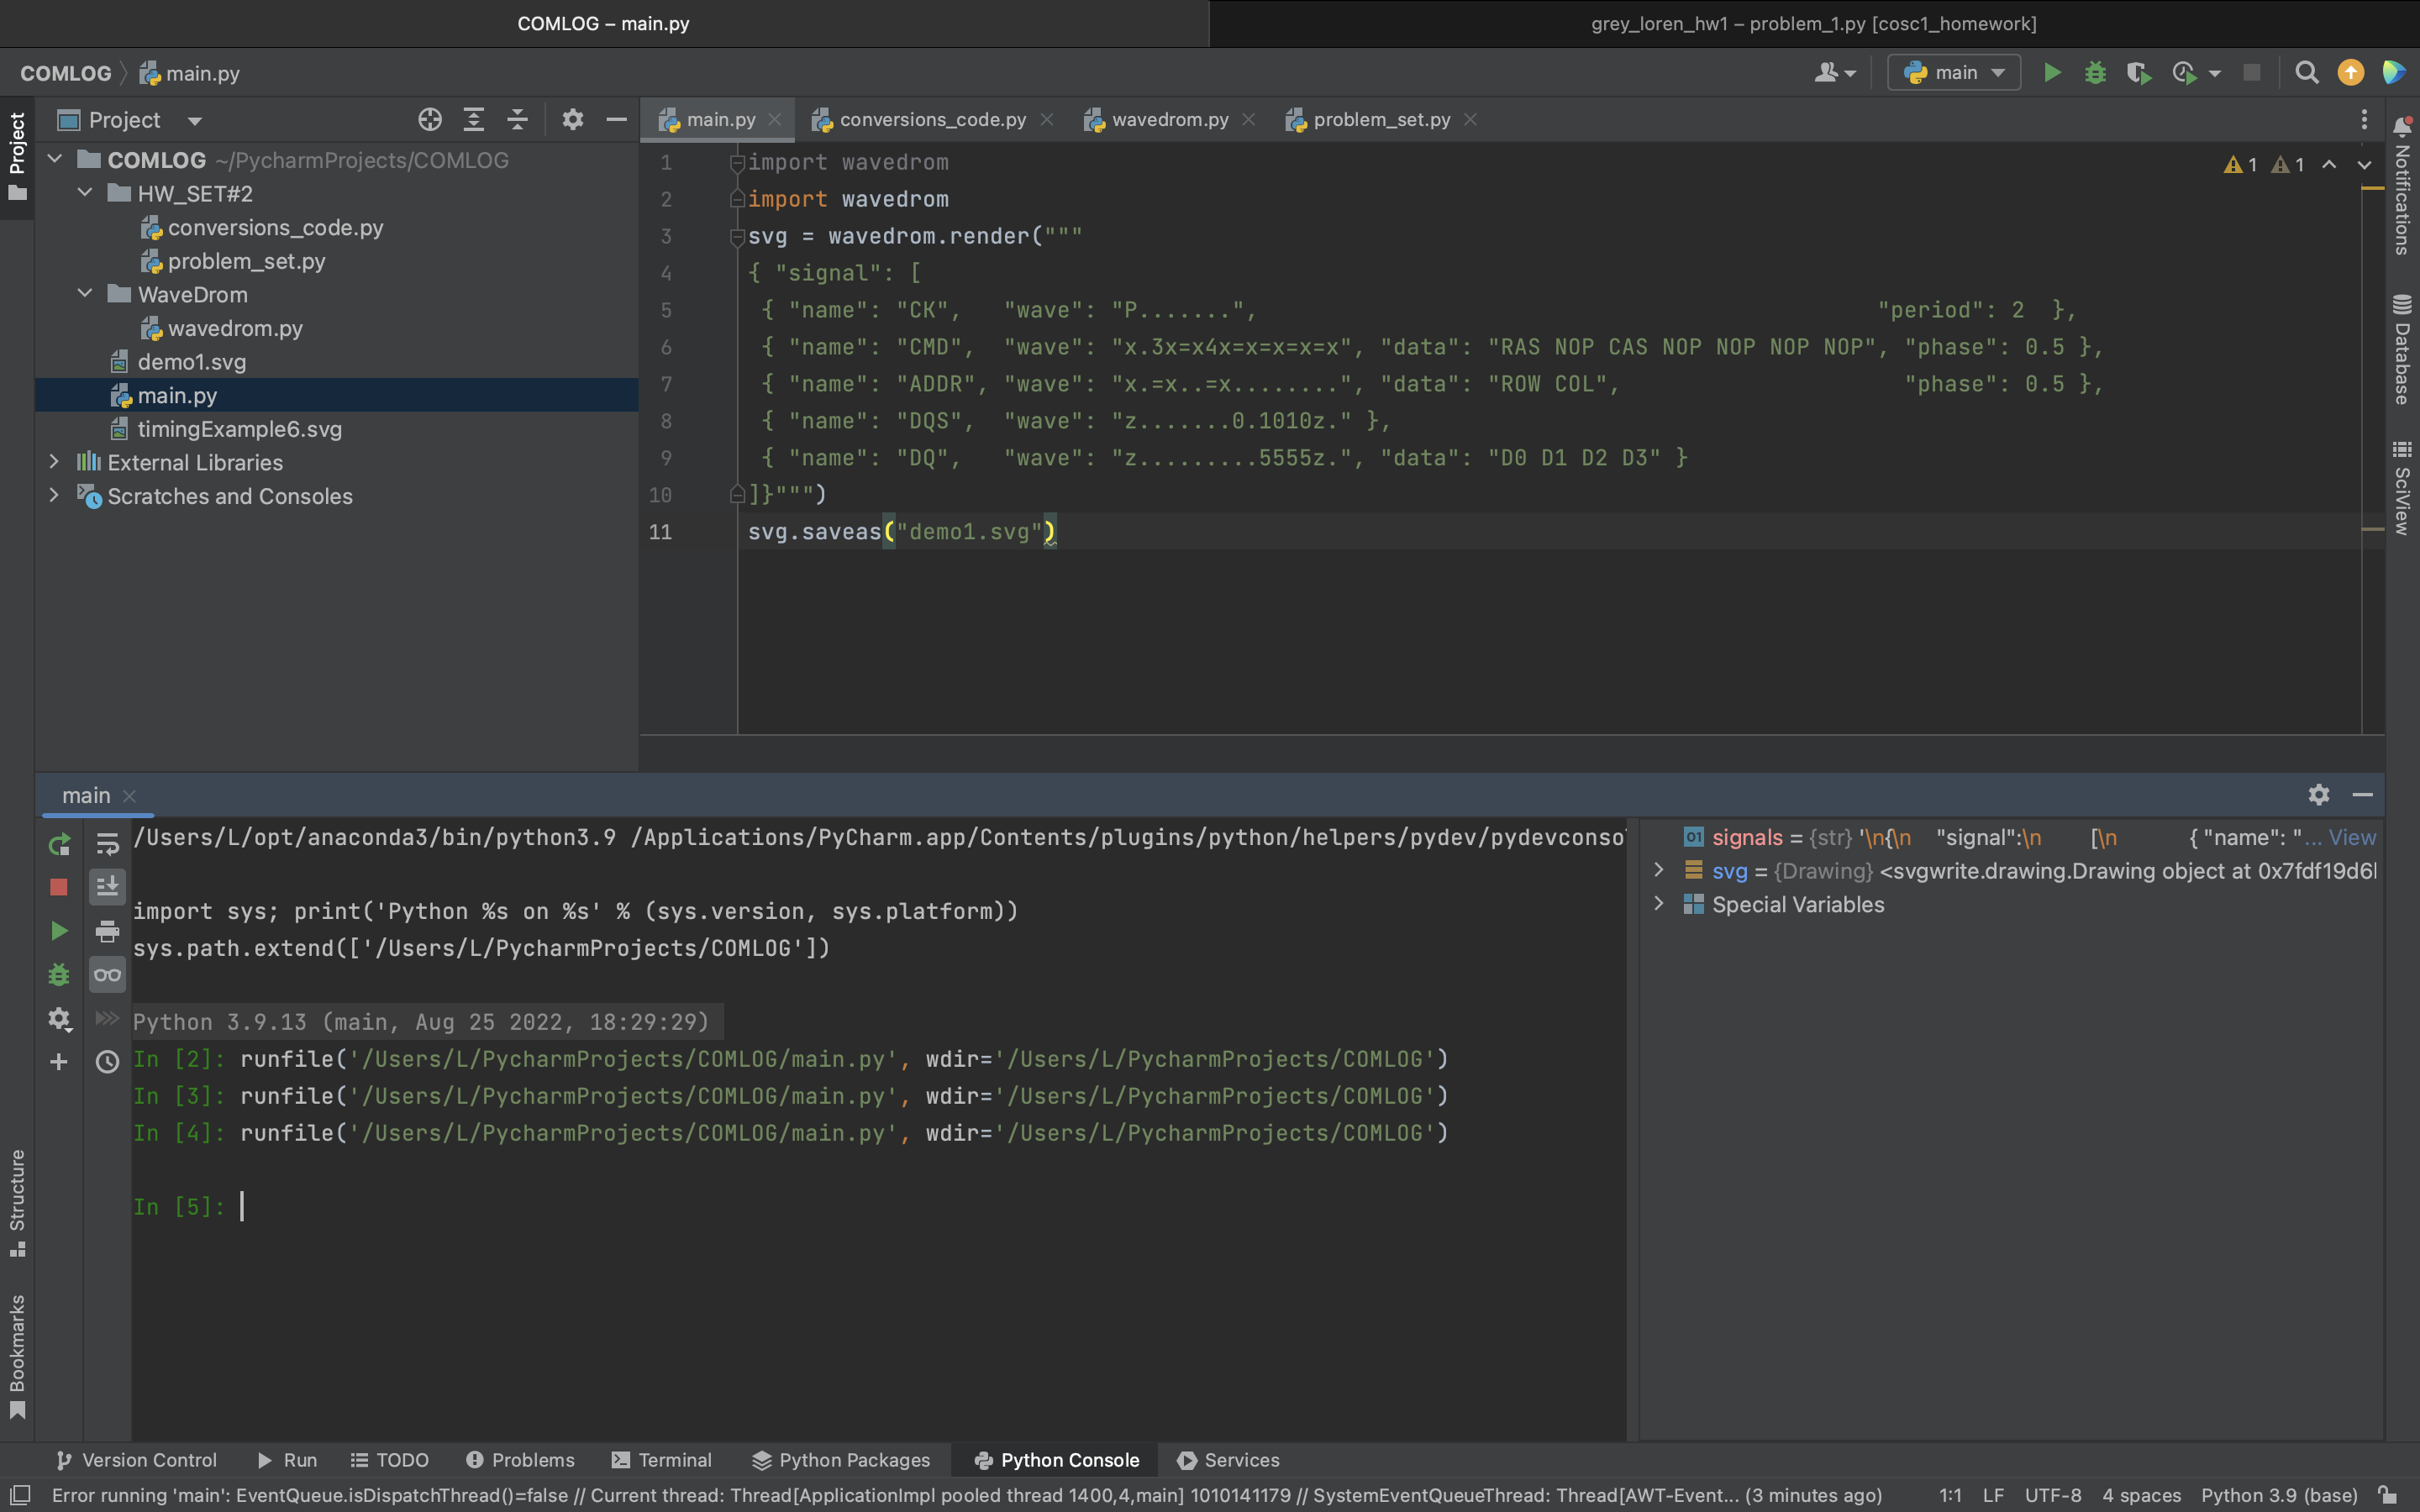 COMLOG – main.py
grey_loren_hw1 – problem_1.py [cosc1_homework]
COMLOG main.py
main
Project
Project
COMLOG ~/PycharmProjects/COMLOG
HW_SET#2
conversions_code.py
problem_set.py
WaveDrom
wavedrom.py
demo1.svg
main.py
timingExample6.svg
External Libraries
Scratches and Consoles
main.py conversions_code.py wavedrom.py problem_set.py
1 1
1 import wavedrom
2 import wavedrom
3 svg = wavedrom.render("""
4 { "signal": [
5 { "name": "CK", "wave": "P.......", "period": 2 },
6 { "name": "CMD", "wave": "x.3x=x4x=x=x=x=x", "data": "RAS NOP CAS NOP NOP NOP NOP", "phase": 0.5 },
7 { "name": "ADDR", "wave": "x.=x..=x........", "data": "ROW COL", "phase": 0.5 },
8 { "name": "DQS", "wave": "z.......0.1010z." },
9 { "name": "DQ", "wave": "z.........5555z.", "data": "D0 D1 D2 D3" }
10 ]}""")
11 svg.saveas("demo1.svg")
Notifications
Database
SciView
main
/Users/L/opt/anaconda3/bin/python3.9 /Applications/PyCharm.app/Contents/plugins/python/helpers/pydev/pydevconso
import sys; print('Python %s on %s' % (sys.version, sys.platform))
sys.path.extend(['/Users/L/PycharmProjects/COMLOG'])
Python 3.9.13 (main, Aug 25 2022, 18:29:29)
In [2]: runfile('/Users/L/PycharmProjects/COMLOG/main.py', wdir='/Users/L/PycharmProjects/COMLOG')
In [3]: runfile('/Users/L/PycharmProjects/COMLOG/main.py', wdir='/Users/L/PycharmProjects/COMLOG')
In [4]: runfile('/Users/L/PycharmProjects/COMLOG/main.py', wdir='/Users/L/PycharmProjects/COMLOG')
In [5]:
01 signals = {str} '\n{\n "signal":\n [\n { "name": "... View
svg = {Drawing} <svgwrite.drawing.Drawing object at 0x7fdf19d6
Special Variables
Structure
Bookmarks
Version Control Run TODO Problems Terminal Python Packages Python Console Services
Error running 'main': EventQueue.isDispatchThread()=false // Current thread: Thread[ApplicationImpl pooled thread 1400,4,main] 1010141179 // SystemEventQueueThread: Thread[AWT-Event... (3 minutes ago) 1:1 LF UTF-8 4 spaces Python 3.9 (base)